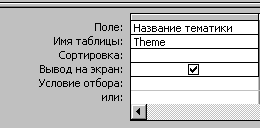 Поле: Название тематики
Имя таблицы: Theme
Сортировка:
Вывод на экран:
Условие отбора:
или: